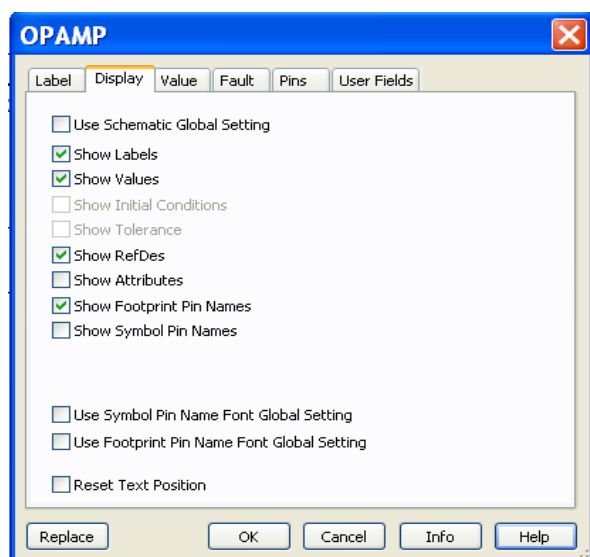 OPAMP
Label Display Value Fault Pins User Fields
Use Schematic Global Setting
Show Labels
Show Values
Show Initial Conditions
Show Tolerance
Show RefDes
Show Attributes
Show Footprint Pin Names
Show Symbol Pin Names
Use Symbol Pin Name Font Global Setting
Use Footprint Pin Name Font Global Setting
Reset Text Position
Replace OK Cancel Info Help